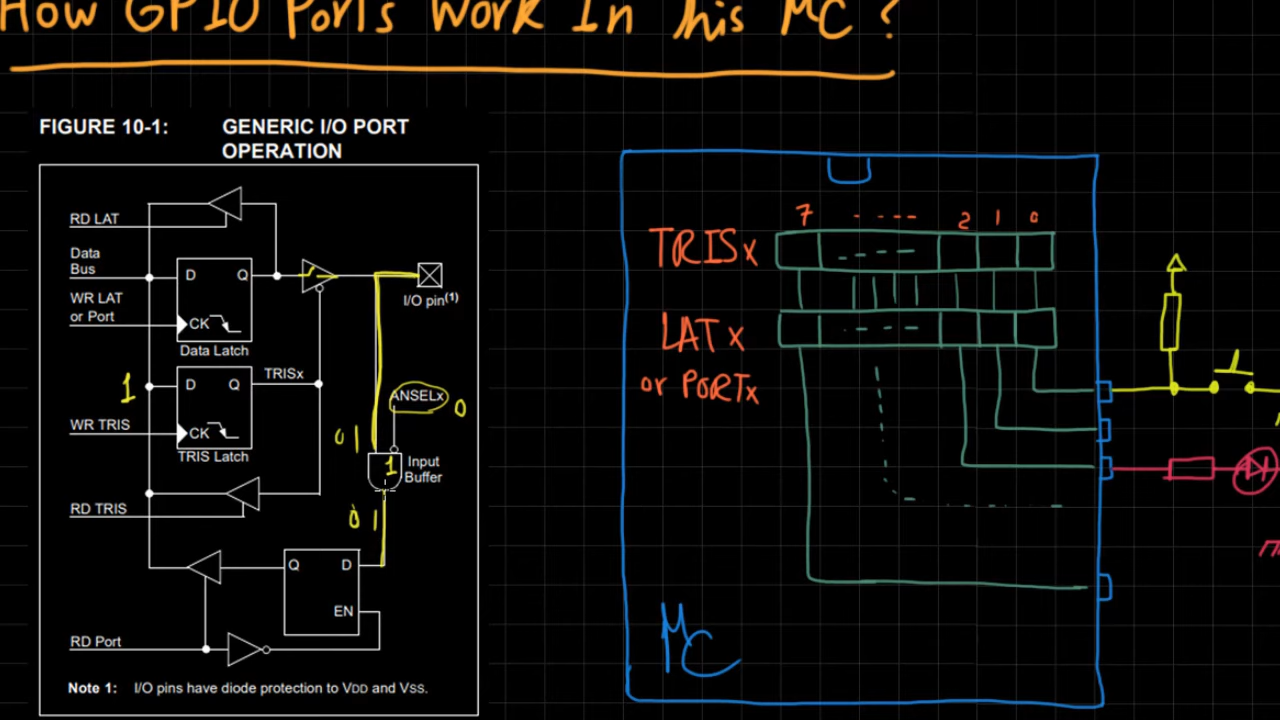 How GPIO Ports Work In this MC?
FIGURE 10-1: GENERIC I/O PORT
OPERATION
RD LAT
Data
Bus
D Q
I/O pin(1)
WR LAT
or Port
CK
Data Latch
1
D Q
TRISx
ANSELx
0
WR TRIS
CK
TRIS Latch
0 1
1
Input
Buffer
RD TRIS
0 1
Q D
EN
RD Port
Note 1: I/O pins have diode protection to VDD and VSS.
7 ---- 2 1 0
TRISx
LATx
or PORTx
μC